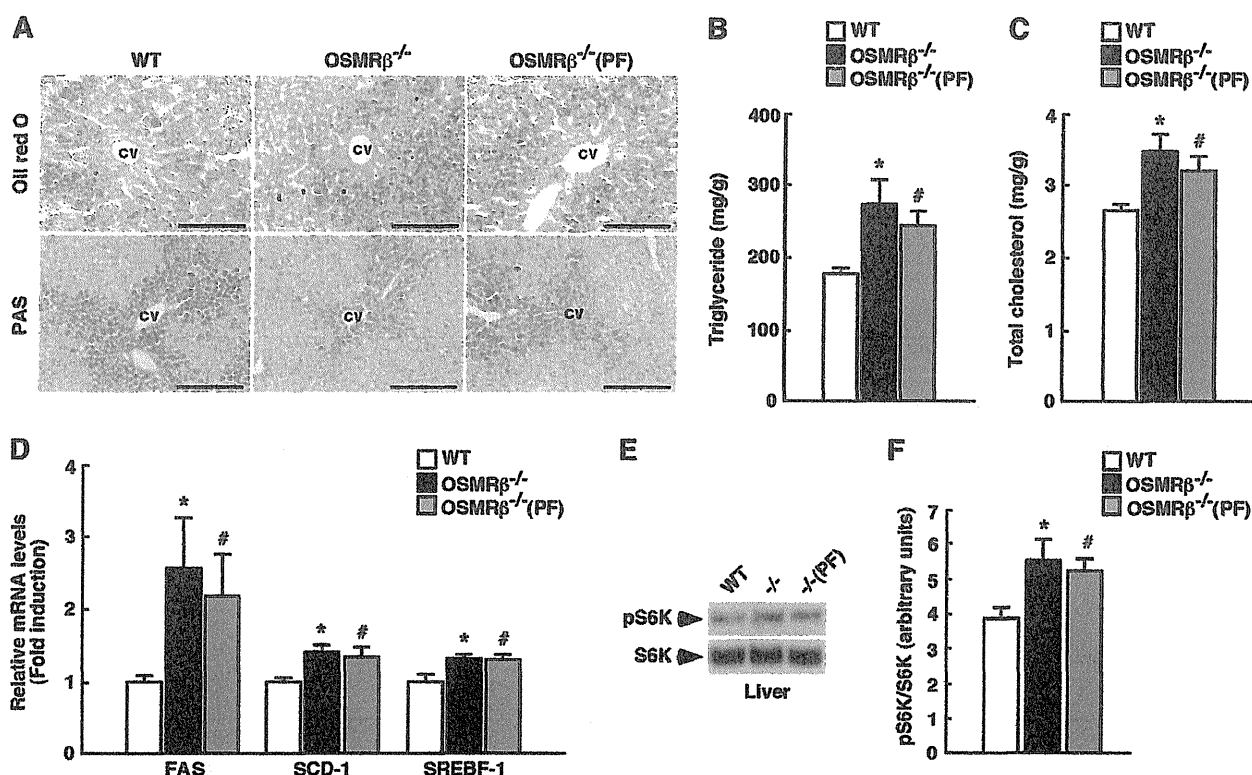 A
WT
OSMRβ-/-
OSMRβ-/-(PF)
Oil red O
cv
cv
cv
PAS
cv
cv
cv
B
WT
OSMRβ-/-
OSMRβ-/-(PF)
Triglyceride (mg/g)
400
300
200
100
0
*
#
C
WT
OSMRβ-/-
OSMRβ-/-(PF)
Total cholesterol (mg/g)
4
3
2
1
0
*
#
D
WT
OSMRβ-/-
OSMRβ-/-(PF)
Relative mRNA levels
(Fold induction)
4
3
2
1
0
*
#
*
#
*
#
FAS
SCD-1
SREBF-1
E
WT
-/-
-/-(PF)
pS6K
S6K
Liver
F
WT
OSMRβ-/-
OSMRβ-/-(PF)
pS6K/S6K (arbitrary units)
7
6
5
4
3
2
1
0
*
#